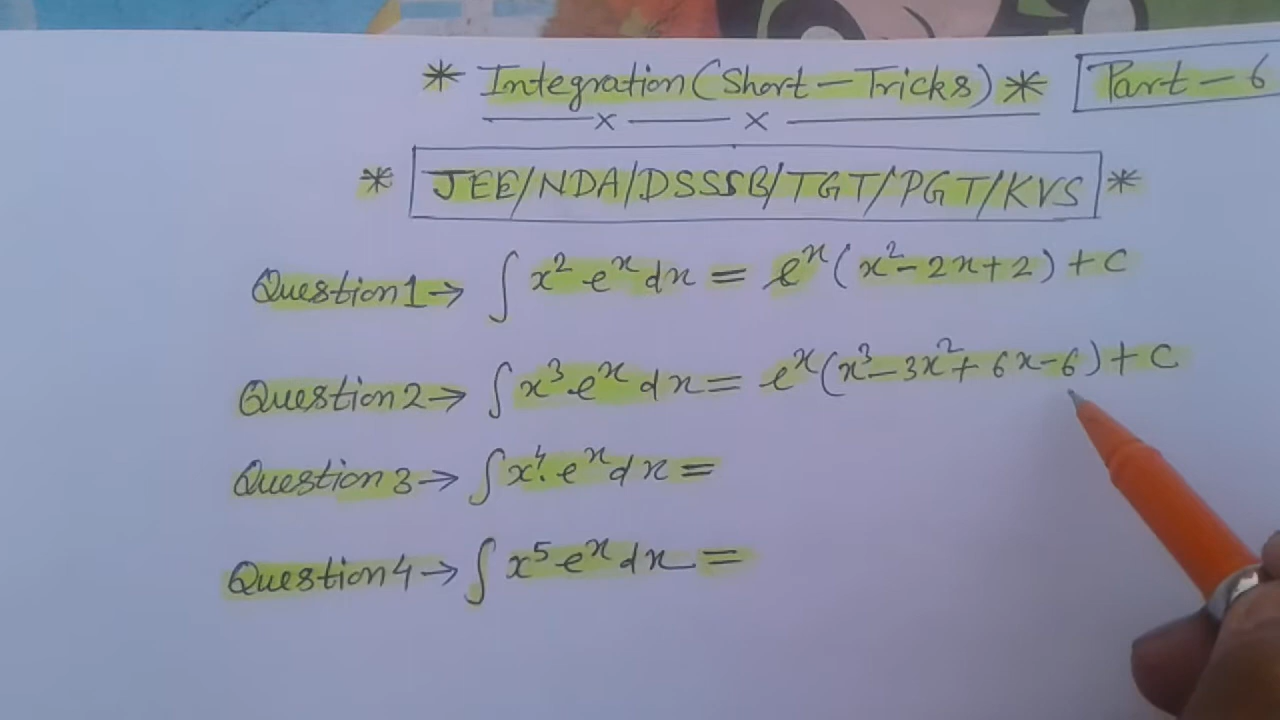 * Integration (Short-Tricks) * Part-6
* JEE/NDA/DSSSB/TGT/PGT/KVS *
Question 1 → ∫ x² eˣ dx = eˣ (x² - 2x + 2) + C
Question 2 → ∫ x³ · eˣ dx = eˣ (x³ - 3x² + 6x - 6) + C
Question 3 → ∫ x⁴ · eˣ dx =
Question 4 → ∫ x⁵ eˣ dx =